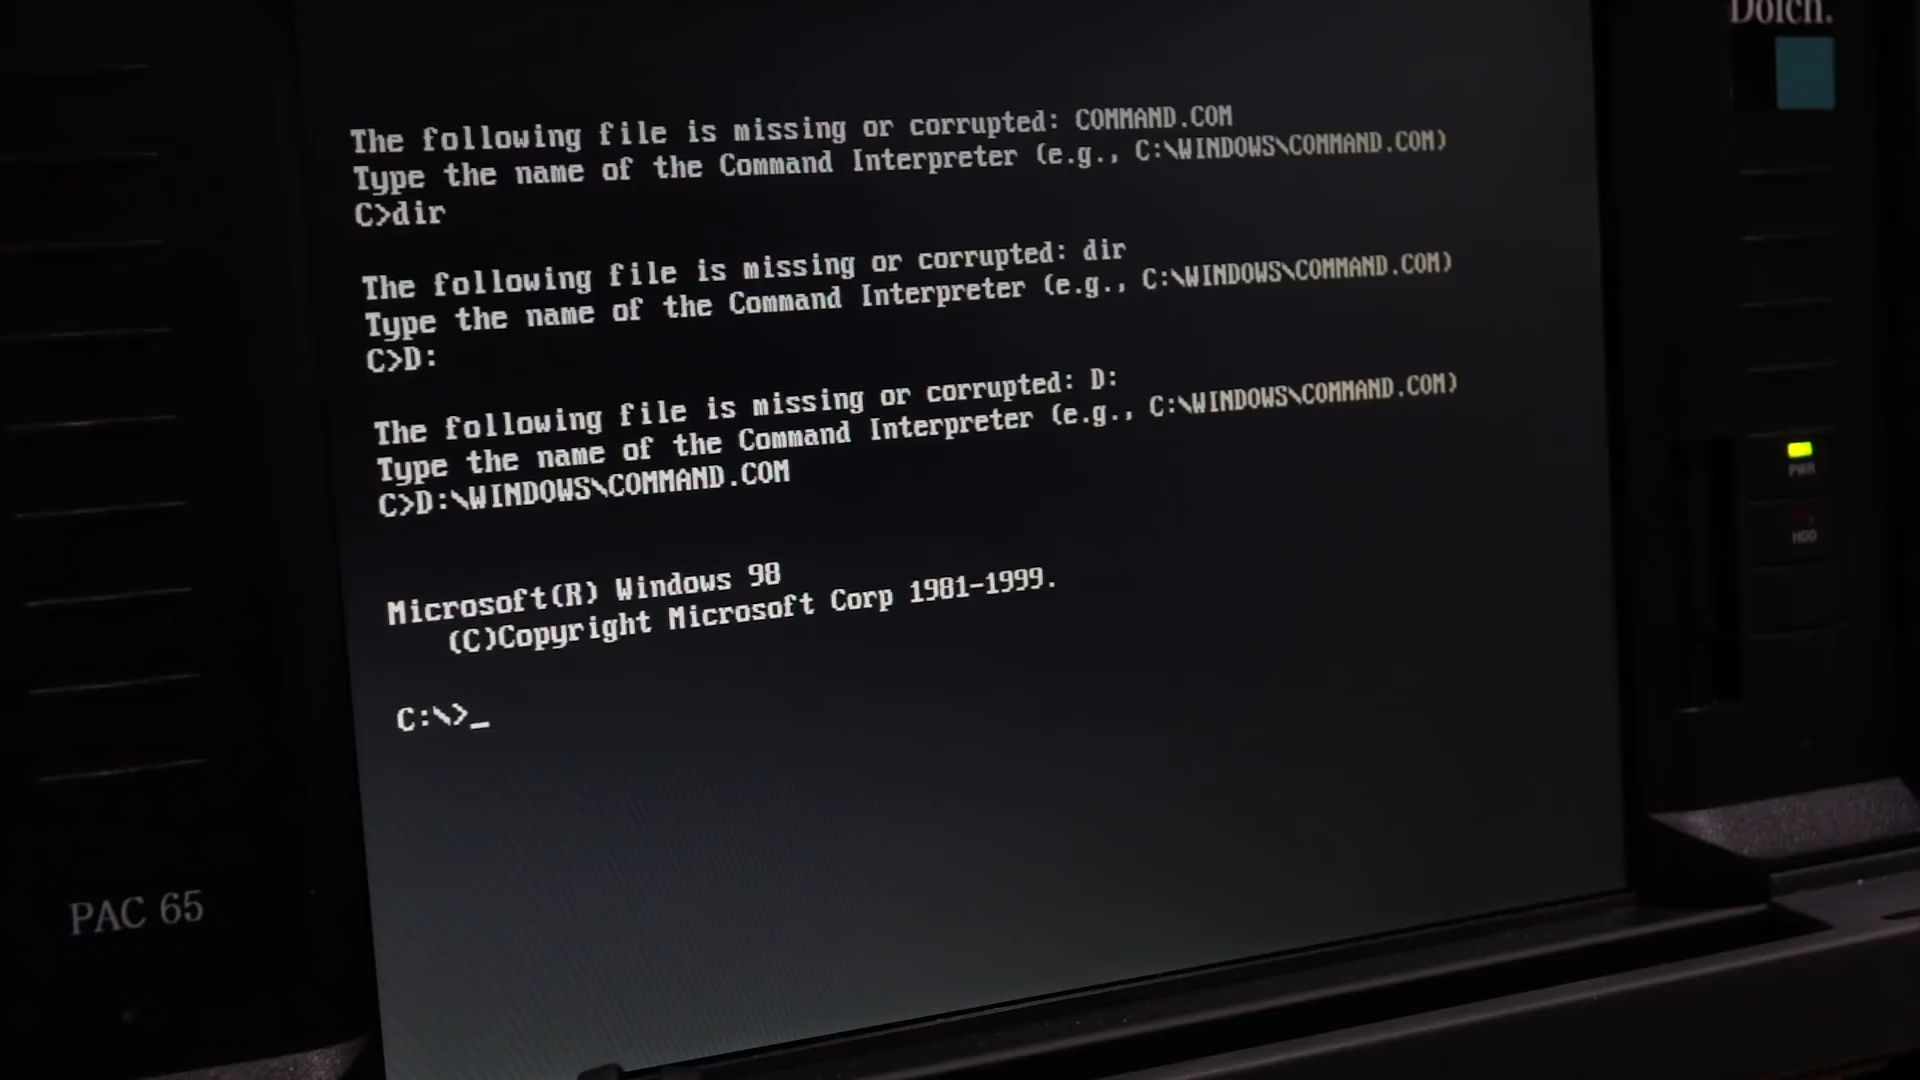 Dolch.
The following file is missing or corrupted: COMMAND.COM
Type the name of the Command Interpreter (e.g., C:\WINDOWS\COMMAND.COM)
C>dir
The following file is missing or corrupted: dir
Type the name of the Command Interpreter (e.g., C:\WINDOWS\COMMAND.COM)
C>D:
The following file is missing or corrupted: D:
Type the name of the Command Interpreter (e.g., C:\WINDOWS\COMMAND.COM)
C>D:\WINDOWS\COMMAND.COM
Microsoft(R) Windows 98
(C)Copyright Microsoft Corp 1981-1999.
C:\>_
PWR
HDD
PAC 65